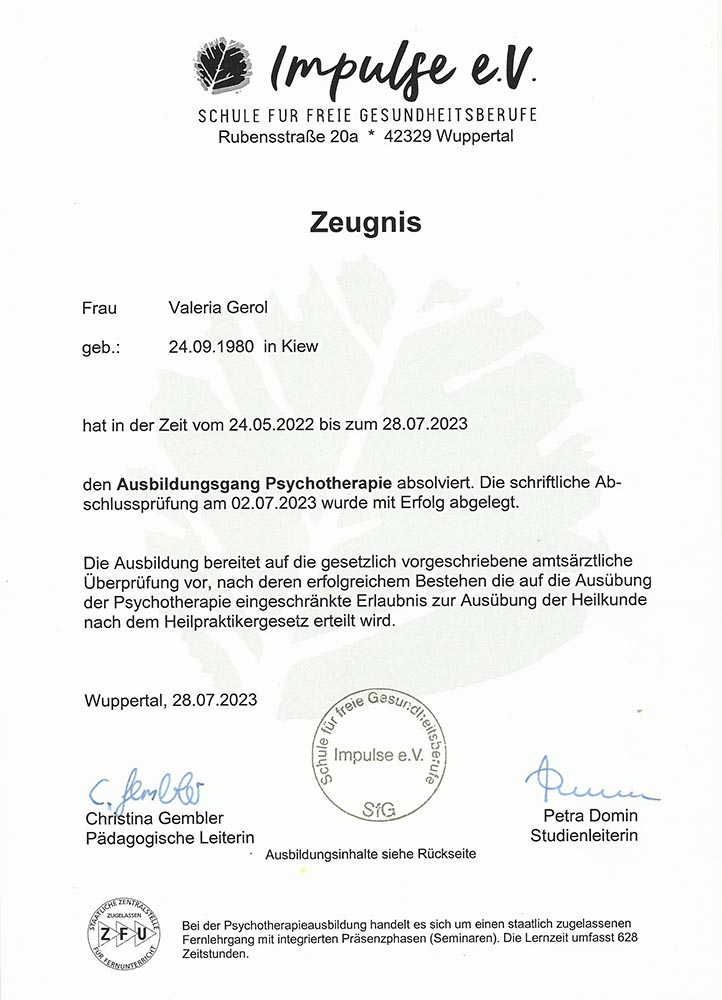 Impulse e.V.
SCHULE FÜR FREIE GESUNDHEITSBERUFE
Rubensstraße 20a * 42329 Wuppertal
Zeugnis
Frau Valeria Gerol
geb.: 24.09.1980 in Kiew
hat in der Zeit vom 24.05.2022 bis zum 28.07.2023
den Ausbildungsgang Psychotherapie absolviert. Die schriftliche Ab-
schlussprüfung am 02.07.2023 wurde mit Erfolg abgelegt.
Die Ausbildung bereitet auf die gesetzlich vorgeschriebene amtsärztliche
Überprüfung vor, nach deren erfolgreichem Bestehen die auf die Ausübung
der Psychotherapie eingeschränkte Erlaubnis zur Ausübung der Heilkunde
nach dem Heilpraktikergesetz erteilt wird.
Wuppertal, 28.07.2023
Schule für freie Gesundheitsberufe
Impulse e.V.
SfG
C. Gembler
Christina Gembler
Pädagogische Leiterin
Petra Domin
Studienleiterin
Ausbildungsinhalte siehe Rückseite
STAATLICHE ZENTRALSTELLE
ZUGELASSEN
ZFU
FÜR FERNUNTERRICHT
Bei der Psychotherapieausbildung handelt es sich um einen staatlich zugelassenen
Fernlehrgang mit integrierten Präsenzphasen (Seminaren). Die Lernzeit umfasst 628
Zeitstunden.